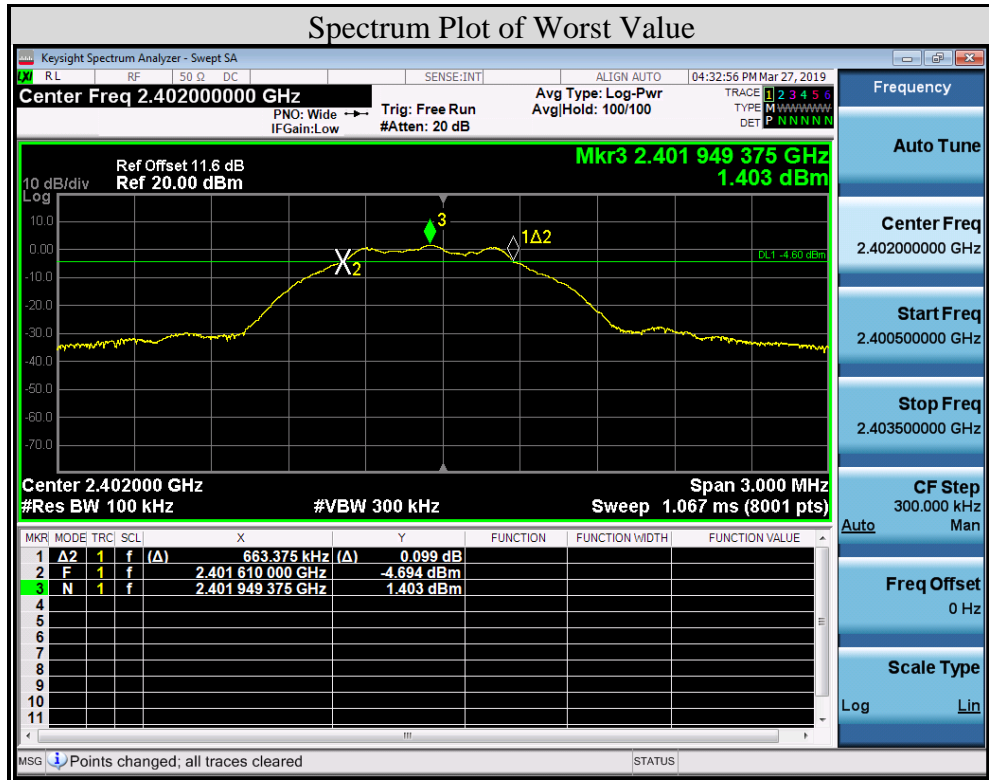 Spectrum Plot of Worst Value
Keysight Spectrum Analyzer - Swept SA
LXI RL RF 50 Ω DC SENSE:INT ALIGN AUTO 04:32:56 PM Mar 27, 2019
Center Freq 2.402000000 GHz
PNO: Wide
IFGain:Low
Trig: Free Run
#Atten: 20 dB
Avg Type: Log-Pwr
Avg|Hold: 100/100
TRACE 1 2 3 4 5 6
TYPE M WWWWW
DET P N N N N N
Frequency
Auto Tune
Center Freq
2.402000000 GHz
Start Freq
2.400500000 GHz
Stop Freq
2.403500000 GHz
CF Step
300.000 kHz
Auto Man
Freq Offset
0 Hz
Scale Type
Log Lin
Mkr3 2.401 949 375 GHz
1.403 dBm
Ref Offset 11.6 dB
10 dB/div Ref 20.00 dBm
Log
10.0
0.00
-10.0
-20.0
-30.0
-40.0
-50.0
-60.0
-70.0
3
1Δ2
2
DL1 -4.60 dBm
Center 2.402000 GHz Span 3.000 MHz
#Res BW 100 kHz #VBW 300 kHz Sweep 1.067 ms (8001 pts)
MKR MODE TRC SCL X Y FUNCTION FUNCTION WIDTH FUNCTION VALUE
1 Δ2 1 f (Δ) 663.375 kHz (Δ) 0.099 dB
2 F 1 f 2.401 610 000 GHz -4.694 dBm
3 N 1 f 2.401 949 375 GHz 1.403 dBm
4
5
6
7
8
9
10
11
MSG Points changed; all traces cleared STATUS